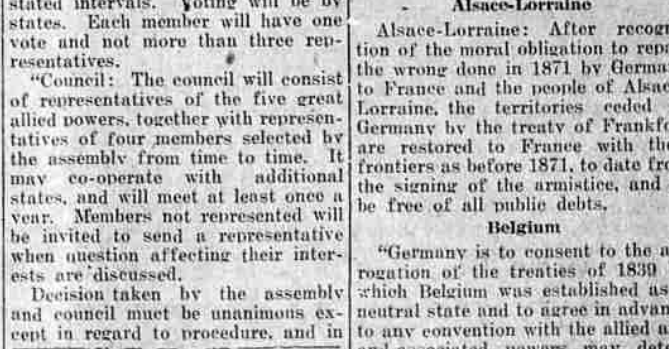 stated intervals. Voting will be by
states. Each member will have one
vote and not more than three rep-
resentatives.
"Council: The council will consist
of representatives of the five great
allied powers, together with represen-
tatives of four members selected by
the assembly from time to time. It
may co-operate with additional
states, and will meet at least once a
year. Members not represented will
be invited to send a representative
when question affecting their inter-
ests are discussed.
Decision taken by the assembly
and council must be unanimous ex-
cept in regard to procedure, and in
Alsace-Lorraine
Alsace-Lorraine: After recogn
tion of the moral obligation to rep
the wrong done in 1871 by Germa
to France and the people of Alsa
Lorraine, the territories ceded
Germany by the treaty of Frankf
are restored to France with the
frontiers as before 1871, to date fro
the signing of the armistice, and
be free of all public debts.
Belgium
"Germany is to consent to the a
rogation of the treaties of 1839
which Belgium was established as
neutral state and to agree in advan
to any convention with the allied a